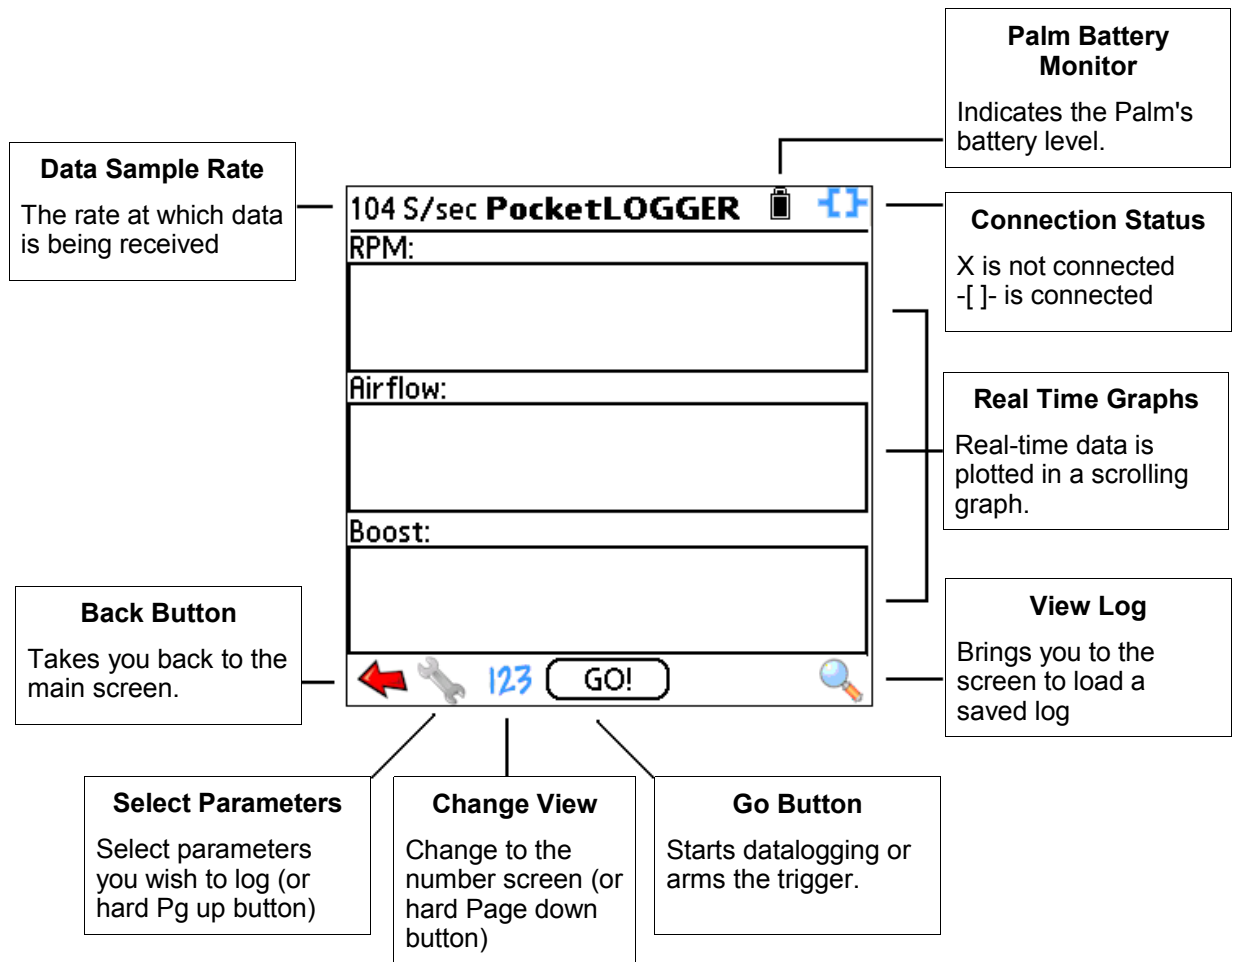 Palm Battery
Monitor
Indicates the Palm's
battery level.
Data Sample Rate
The rate at which data
is being received
104 S/sec PocketLOGGER
Connection Status
X is not connected
-[ ]- is connected
RPM:
Airflow:
Boost:
Real Time Graphs
Real-time data is
plotted in a scrolling
graph.
Back Button
Takes you back to the
main screen.
123
GO!
View Log
Brings you to the
screen to load a
saved log
Select Parameters
Select parameters
you wish to log (or
hard Pg up button)
Change View
Change to the
number screen (or
hard Page down
button)
Go Button
Starts datalogging or
arms the trigger.